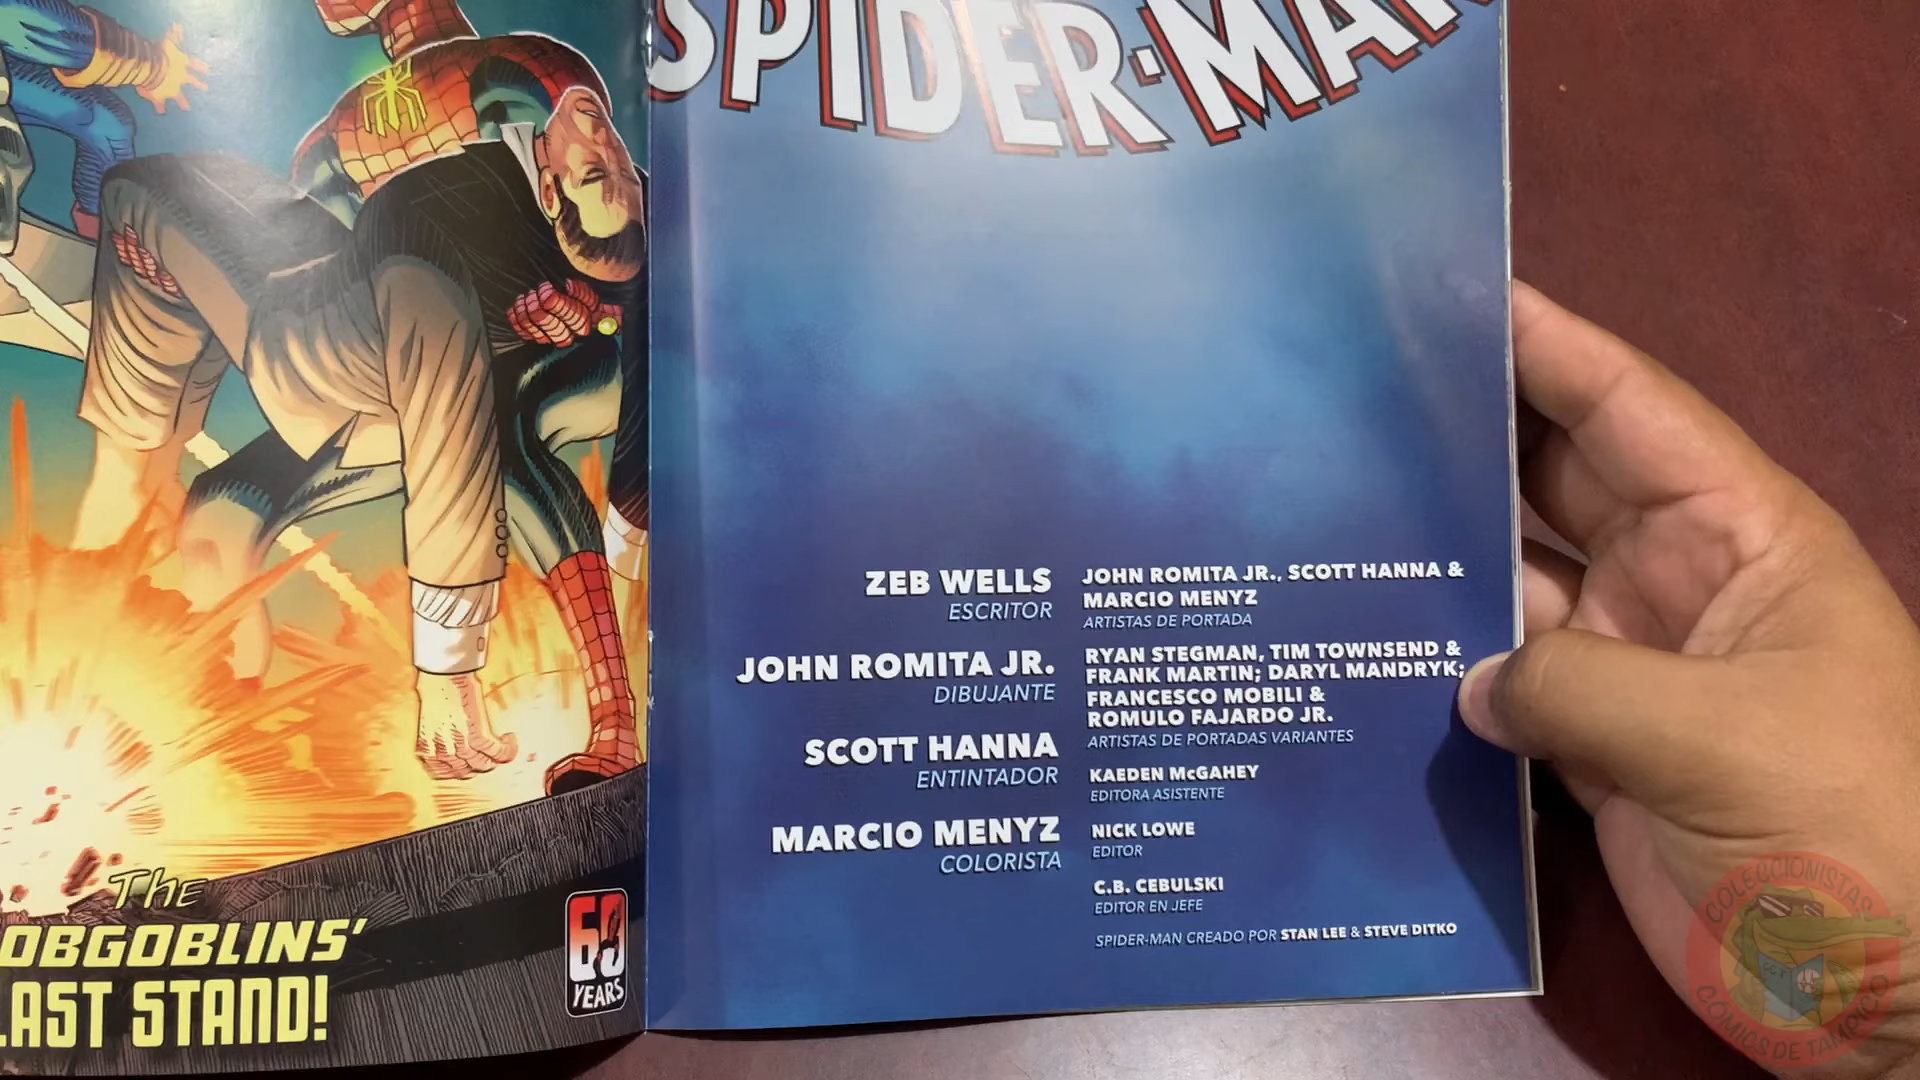 The
OBGOBLINS'
LAST STAND!
60
YEARS
SPIDER-MAN
ZEB WELLS
ESCRITOR
JOHN ROMITA JR.
DIBUJANTE
SCOTT HANNA
ENTINTADOR
MARCIO MENYZ
COLORISTA
JOHN ROMITA JR., SCOTT HANNA &
MARCIO MENYZ
ARTISTAS DE PORTADA
RYAN STEGMAN, TIM TOWNSEND &
FRANK MARTIN; DARYL MANDRYK;
FRANCESCO MOBILI &
ROMULO FAJARDO JR.
ARTISTAS DE PORTADAS VARIANTES
KAEDEN McGAHEY
EDITORA ASISTENTE
NICK LOWE
EDITOR
C.B. CEBULSKI
EDITOR EN JEFE
SPIDER-MAN CREADO POR STAN LEE & STEVE DITKO
COLECCIONISTAS
CCT
CÓMICS DE TAMPICO